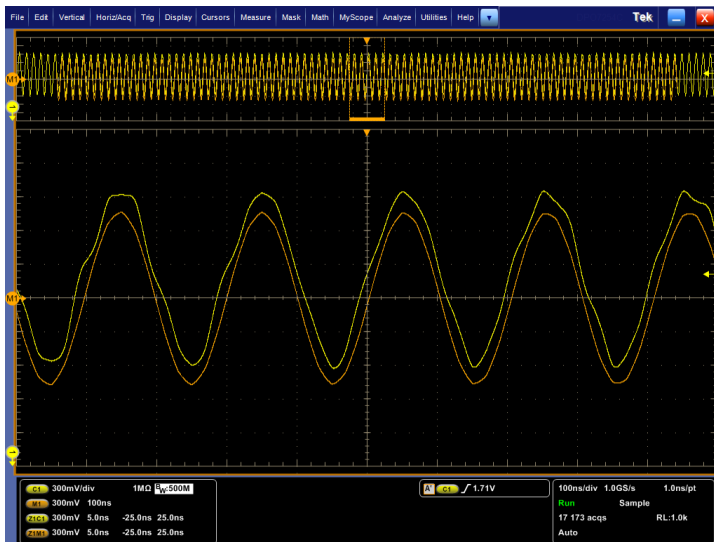 File Edit Vertical Horiz/Acq Trig Display Cursors Measure Mask Math MyScope Analyze Utilities Help Tek X
M1
M1
C1 300mV/div 1MΩ BW:500M
M1 300mV 100ns
Z1C1 300mV 5.0ns -25.0ns 25.0ns
Z1M1 300mV 5.0ns -25.0ns 25.0ns
A' C1 1.71V
100ns/div 1.0GS/s 1.0ns/pt
Run Sample
17 173 acqs RL:1.0k
Auto